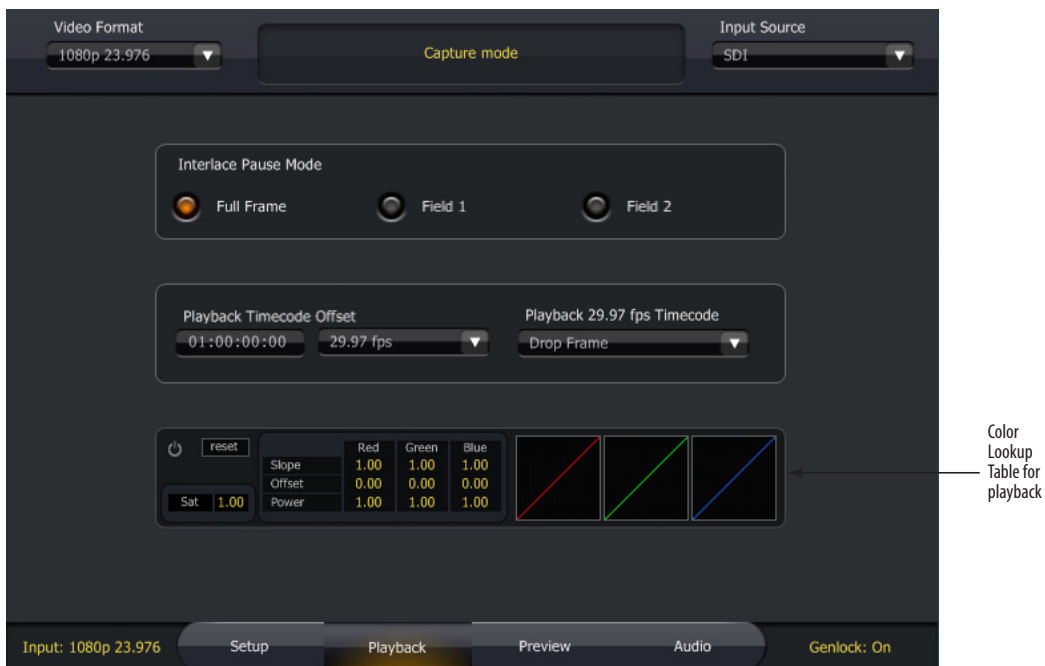 Video Format
1080p 23.976
Capture mode
Input Source
SDI
Interlace Pause Mode
Full Frame
Field 1
Field 2
Playback Timecode Offset
01:00:00:00
29.97 fps
Playback 29.97 fps Timecode
Drop Frame
reset
Sat 1.00
Red Green Blue
Slope 1.00 1.00 1.00
Offset 0.00 0.00 0.00
Power 1.00 1.00 1.00
Color
Lookup
Table for
playback
Input: 1080p 23.976
Setup
Playback
Preview
Audio
Genlock: On